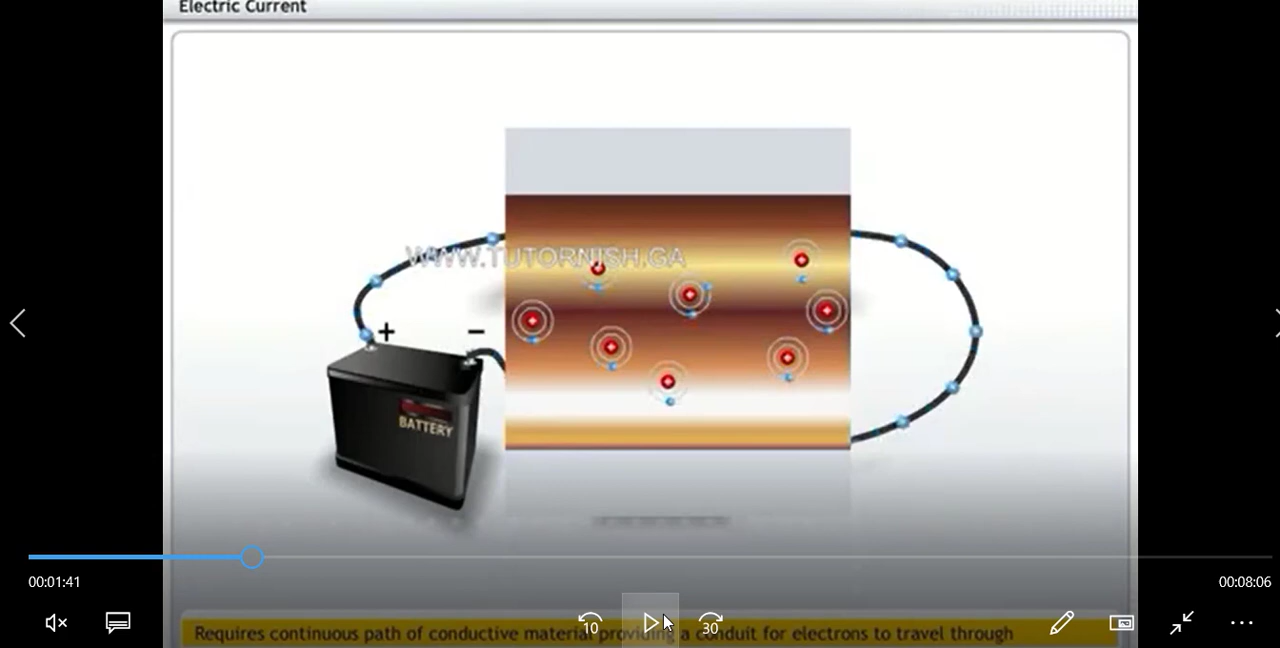 Electric Current
WWW.TUTORNISH.GA
+ −
BATTERY
00:01:41
00:08:06
10
30
Requires continuous path of conductive material providing a conduit for electrons to travel through